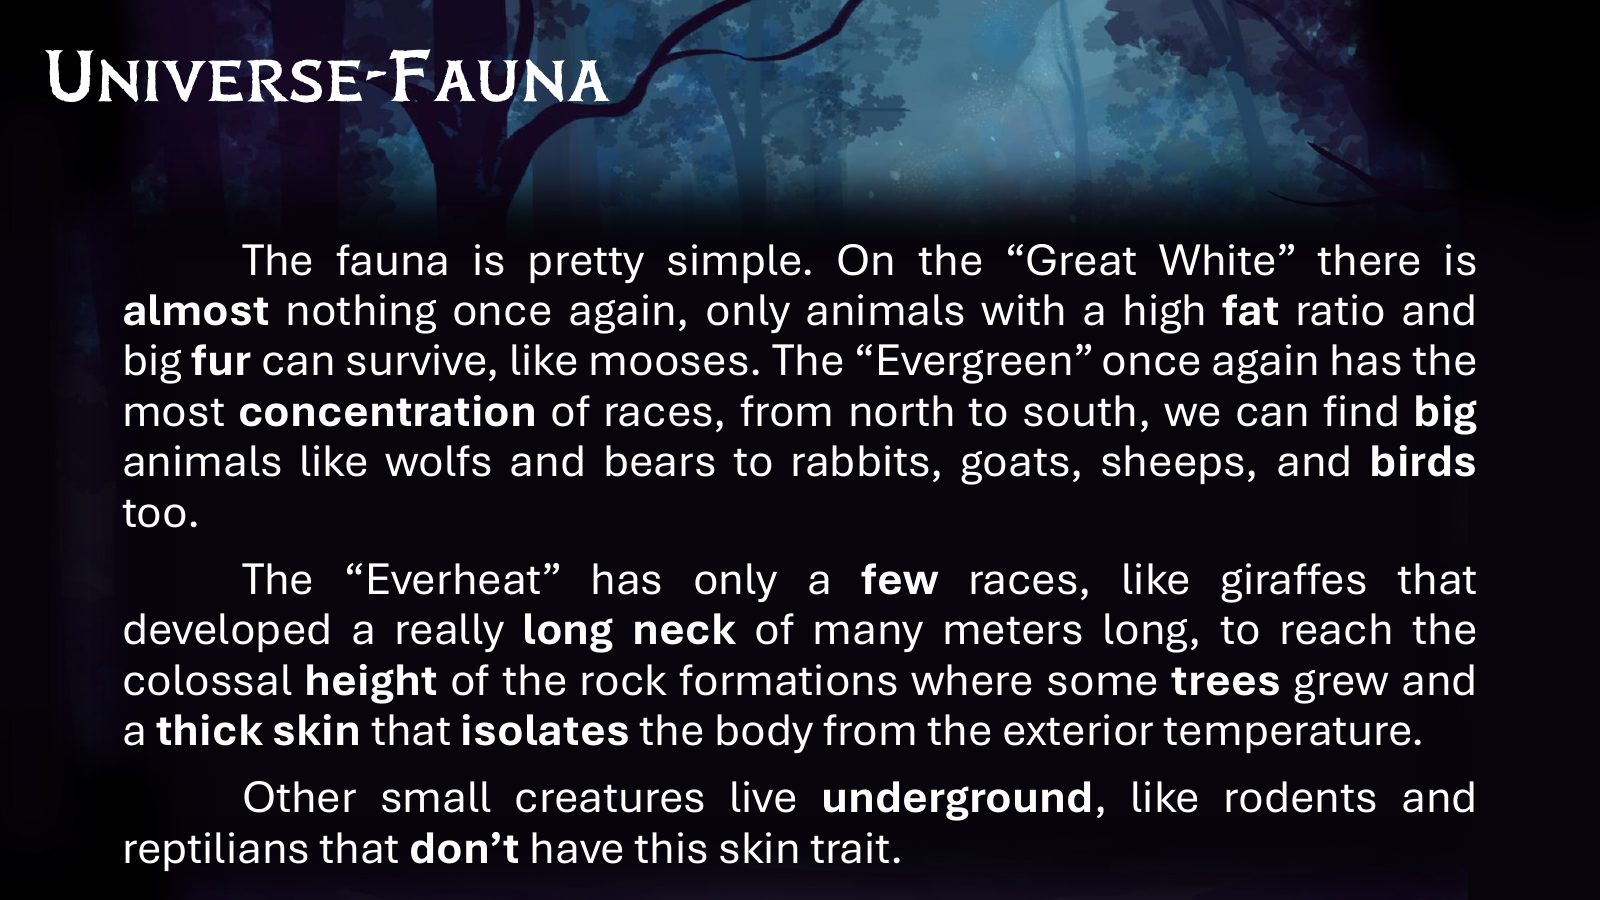 Universe-Fauna
The fauna is pretty simple. On the “Great White” there is
almost nothing once again, only animals with a high fat ratio and
big fur can survive, like mooses. The “Evergreen” once again has the
most concentration of races, from north to south, we can find big
animals like wolfs and bears to rabbits, goats, sheeps, and birds
too.
The “Everheat” has only a few races, like giraffes that
developed a really long neck of many meters long, to reach the
colossal height of the rock formations where some trees grew and
a thick skin that isolates the body from the exterior temperature.
Other small creatures live underground, like rodents and
reptilians that don’t have this skin trait.